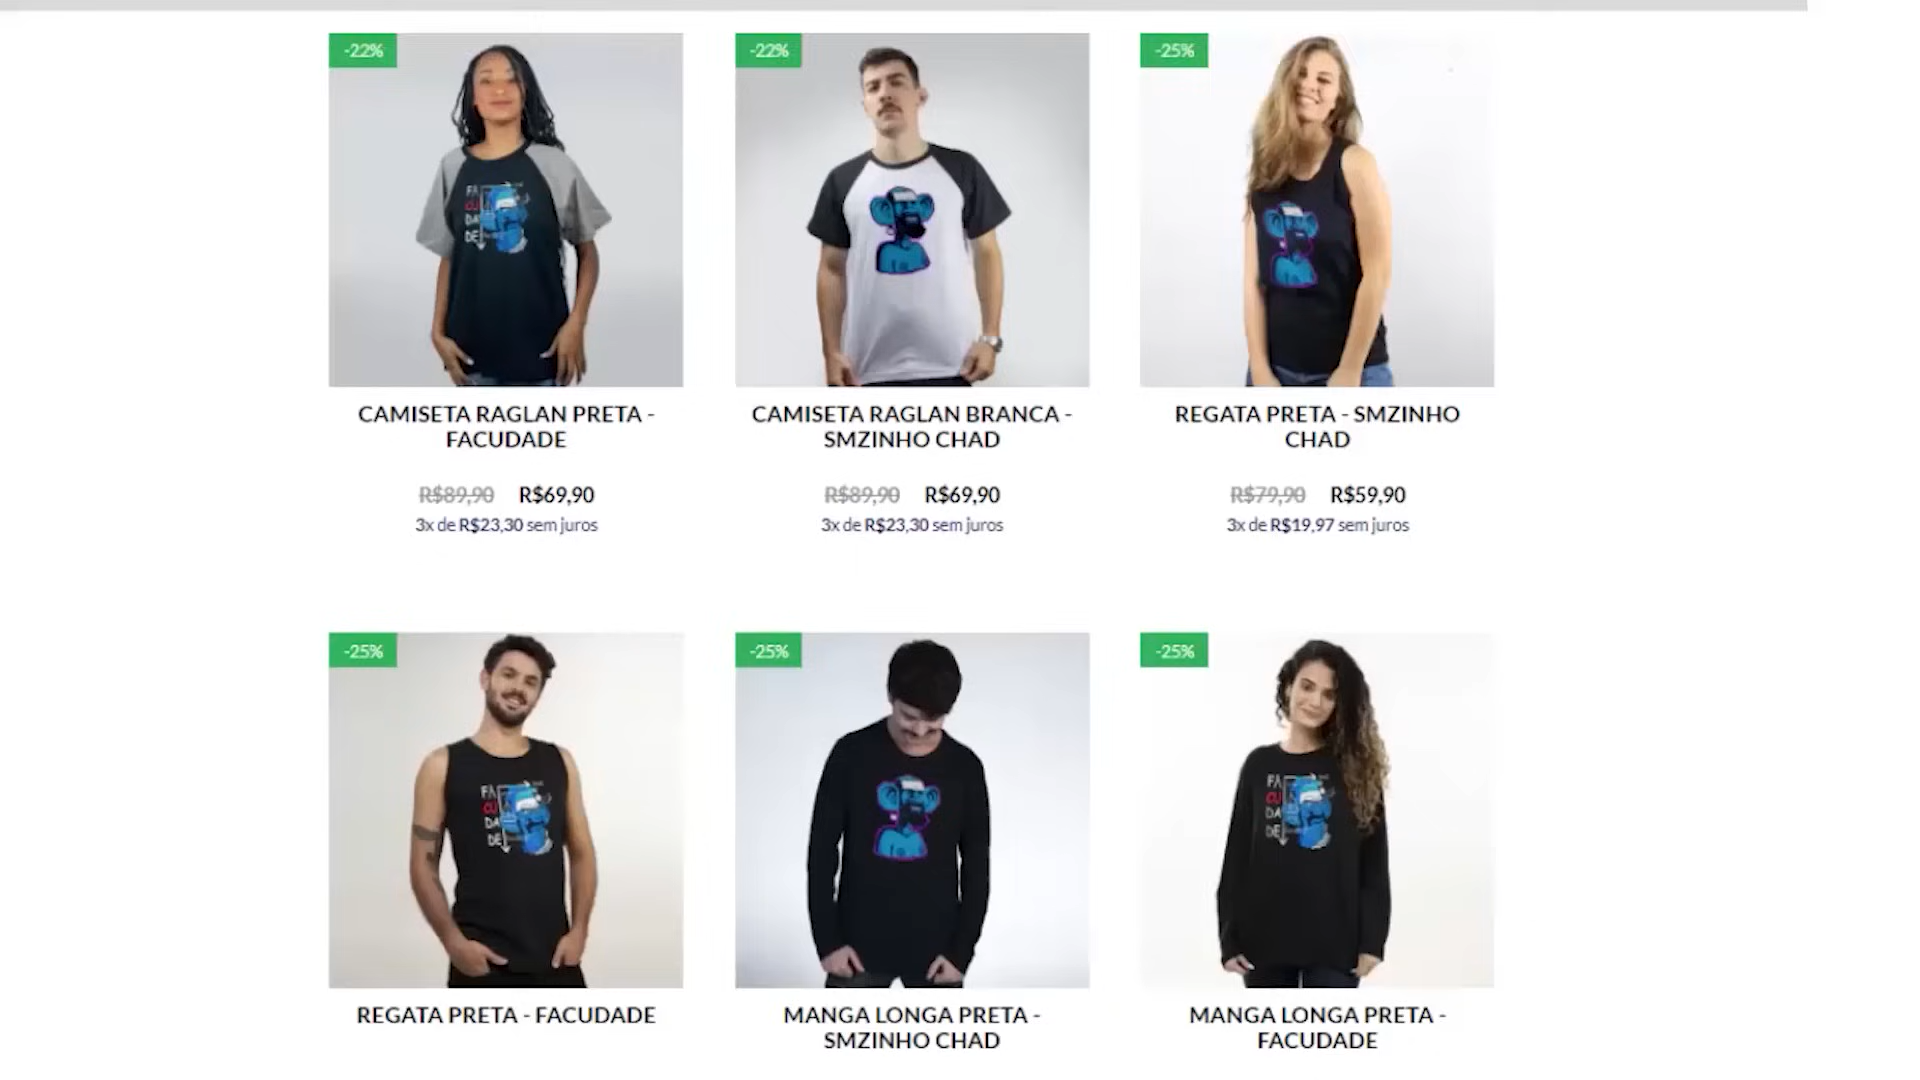 -22%
-22%
-25%
FA
CU
DA
DE
CAMISETA RAGLAN PRETA -
FACUDADE
CAMISETA RAGLAN BRANCA -
SMZINHO CHAD
REGATA PRETA - SMZINHO
CHAD
R$89,90 R$69,90
R$89,90 R$69,90
R$79,90 R$59,90
3x de R$23,30 sem juros
3x de R$23,30 sem juros
3x de R$19,97 sem juros
-25%
-25%
-25%
FA
CU
DA
DE
FA
CU
DA
DE
REGATA PRETA - FACUDADE
MANGA LONGA PRETA -
SMZINHO CHAD
MANGA LONGA PRETA -
FACUDADE